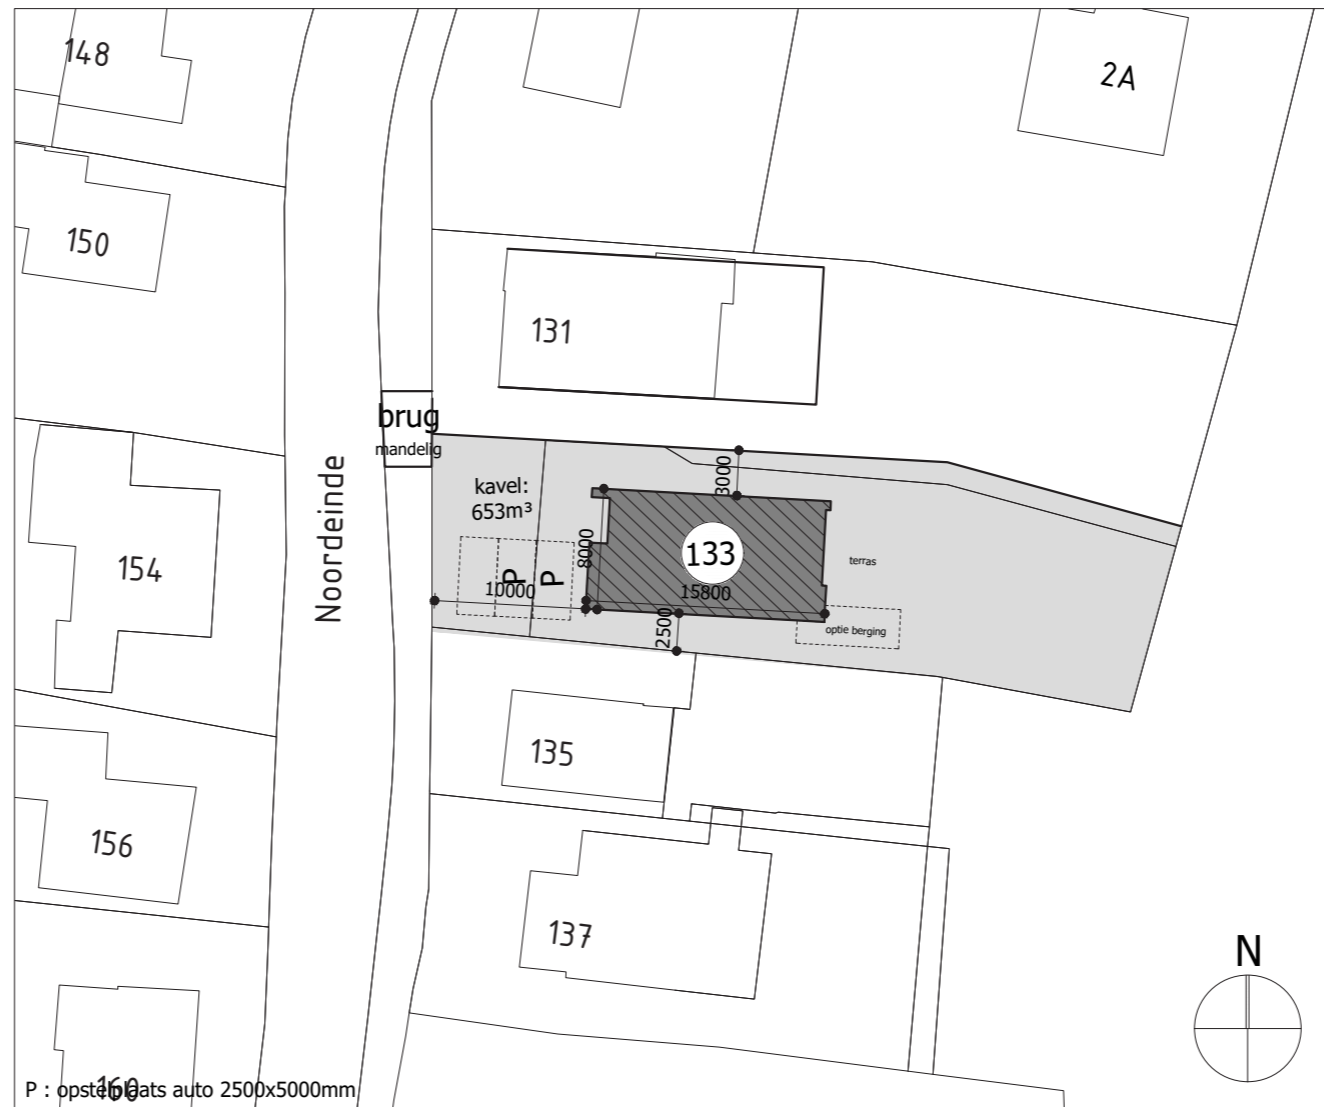 148
2A
150
131
brug
mandelig
3000
kavel:
653m³
Noordeinde
8000
133
154
P
P
terras
10000
15800
2500
optie berging
135
156
137
N
160
P : opstelplaats auto 2500x5000mm